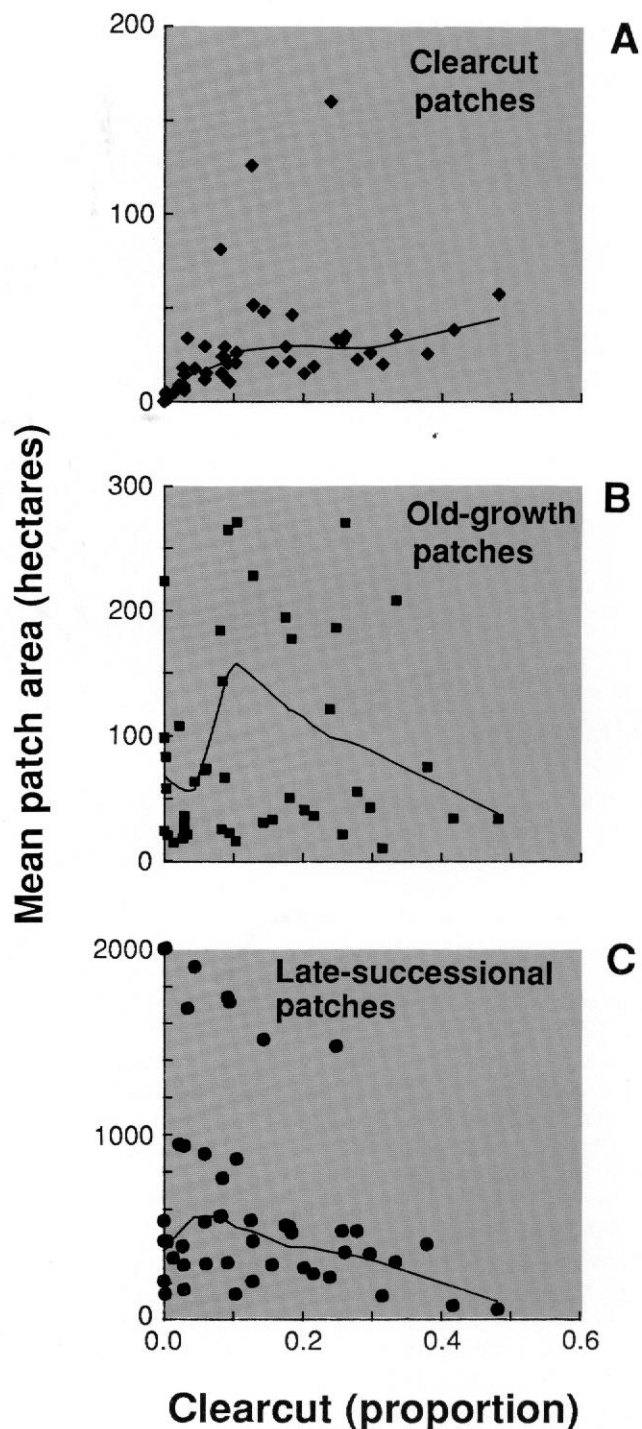 A
Clearcut
patches
200
100
0
B
Old-growth
patches
300
200
100
0
C
Late-successional
patches
2000
1000
0
0.0 0.2 0.4 0.6
Mean patch area (hectares)
Clearcut (proportion)